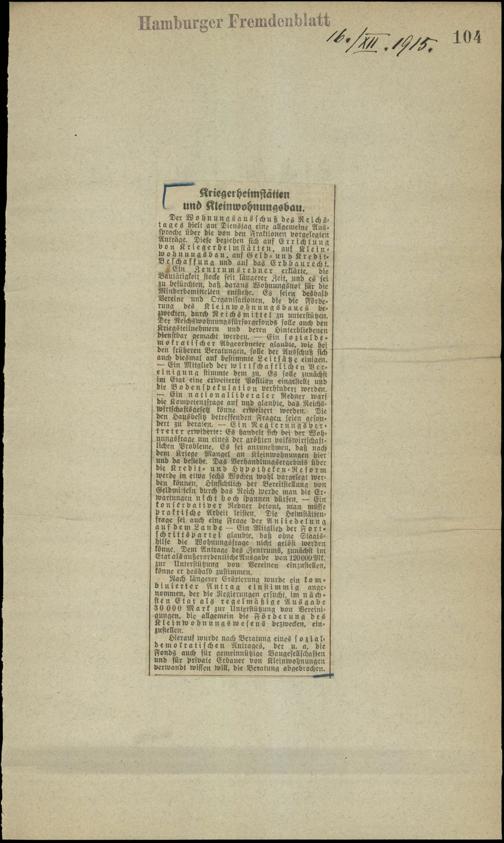 Hamburger Fremdenblatt
16./XII.1915.
104
Kriegerheimstätten
und Kleinwohnungsbau.
Der Wohnungsausschuß des Reichs-
tages hielt am Dienstag eine allgemeine Aus-
sprache über die von den Fraktionen vorgelegten
Anträge. Diese beziehen sich auf Errichtung
von Kriegerheimstätten, auf Klein-
wohnungsbau, auf Geld- und Kredit-
Beschaffung und auf das Erbbaurecht.
Ein Zentrumsredner erklärte, die
Bautätigkeit stocke seit längerer Zeit, und es sei
zu befürchten, daß daraus Wohnungsnot für die
Minderbemittelten entstehe. Es seien deshalb
Vereine und Organisationen, die die Förde-
rung des Kleinwohnungsbaues be-
zwecken, durch Reichsmittel zu unterstützen.
Der Reichswohnungsfürsorgefonds solle auch den
Kriegsteilnehmern und deren Hinterbliebenen
dienstbar gemacht werden. — Ein sozialde-
mokratischer Abgeordneter glaubte, wie bei
den früheren Beratungen, solle der Ausschuß sich
auch diesmal auf bestimmte Leitsätze einigen.
— Ein Mitglied der wirtschaftlichen Ver-
einigung stimmte dem zu. Es solle zunächst
im Etat eine erweiterte Position eingestellt und
die Bodenspekulation verhindert werden.
— Ein nationalliberaler Redner warf
die Kompetenzfrage auf und glaubte, das Reichs-
wirtschaftsgesetz könne erweitert werden. Die
den Hausbesitz betreffenden Fragen seien geson-
dert zu beraten. — Ein Regierungsver-
treter erwiderte: Es handelt sich bei der Woh-
nungsfrage um eines der größten volkswirtschaft-
lichen Probleme. Es sei anzunehmen, daß nach
dem Kriege Mangel an Kleinwohnungen hier
und da bestehe. Das Verhandlungsergebnis über
die Kredit- und Hypotheken-Reform
werde in etwa sechs Wochen wohl vorgelegt wer-
den können. Hinsichtlich der Bereitstellung von
Geldmitteln durch das Reich werde man die Er-
wartungen nicht hoch spannen dürfen. — Ein
konservativer Redner betont, man müsse
praktische Arbeit leisten. Die Heimstätten-
frage sei auch eine Frage der Ansiedelung
auf dem Lande — Ein Mitglied der Fort-
schrittspartei glaubte, daß ohne Staats-
hilfe die Wohnungsfrage nicht gelöst werden
könne. Dem Antrage des Zentrums, zunächst im
Etat als außerordentliche Ausgabe von 120000 Mk.
zur Unterstützung von Vereinen einzustellen,
könne er deshalb zustimmen.
Nach längerer Erörterung wurde ein kom-
binierter Antrag einstimmig ange-
nommen, der die Regierungen ersucht, im näch-
sten Etat als regelmäßige Ausgabe
30000 Mark zur Unterstützung von Vereini-
gungen, die allgemein die Förderung des
Kleinwohnungswesens bezwecken, ein-
zustellen.
Hierauf wurde nach Beratung eines sozial-
demokratischen Antrages, der u. a. die
Fonds auch für gemeinnützige Baugesellschaften
und für private Erbauer von Kleinwohnungen
verwandt wissen will, die Beratung abgebrochen.